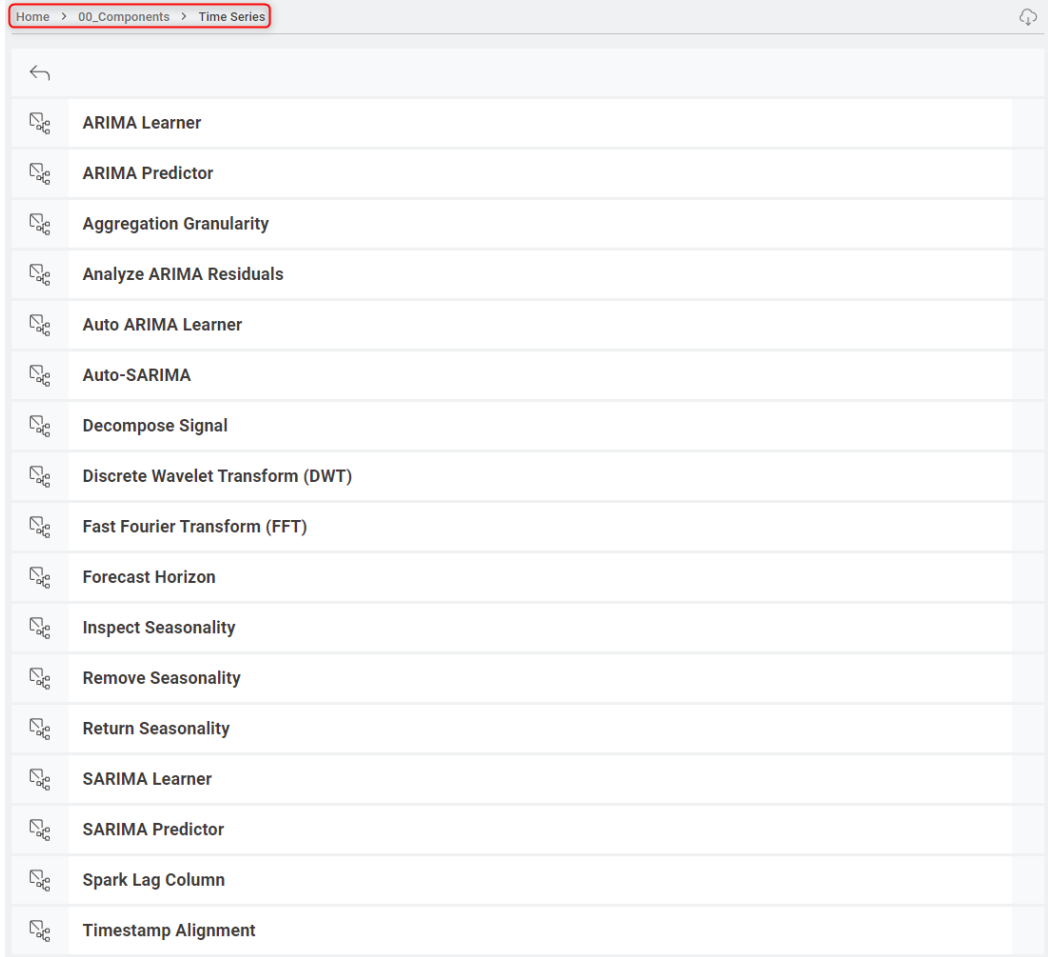 Home > 00_Components > Time Series
ARIMA Learner
ARIMA Predictor
Aggregation Granularity
Analyze ARIMA Residuals
Auto ARIMA Learner
Auto-SARIMA
Decompose Signal
Discrete Wavelet Transform (DWT)
Fast Fourier Transform (FFT)
Forecast Horizon
Inspect Seasonality
Remove Seasonality
Return Seasonality
SARIMA Learner
SARIMA Predictor
Spark Lag Column
Timestamp Alignment